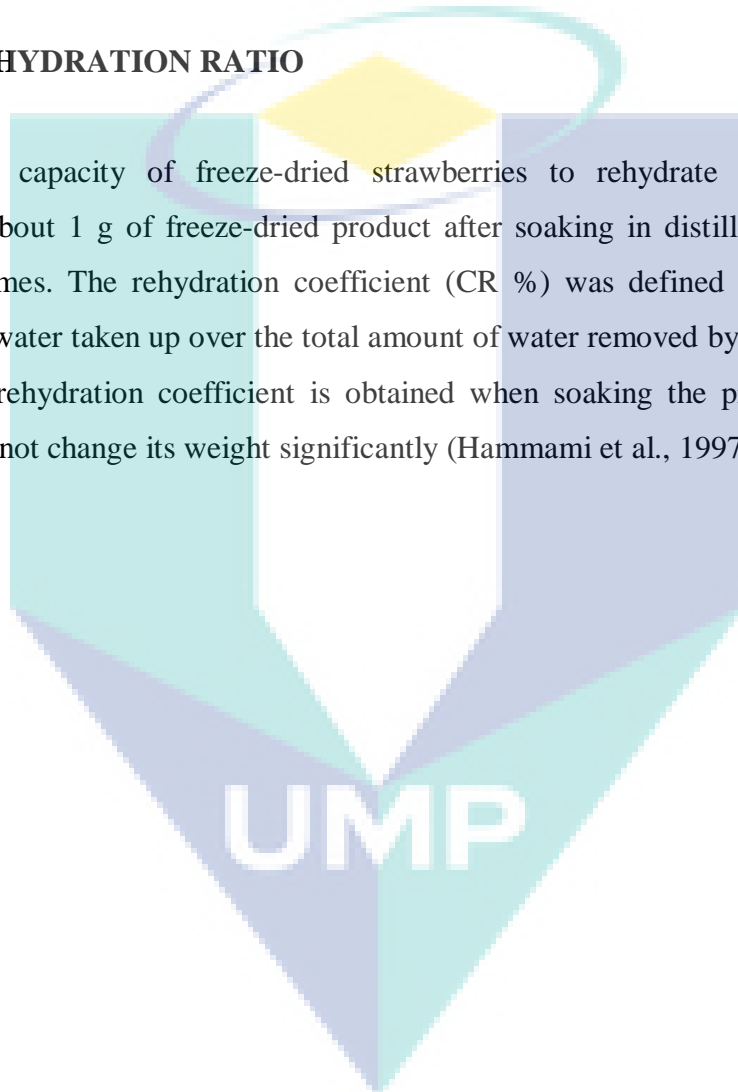 HYDRATION RATIO
capacity of freeze-dried strawberries to rehydrate
bout 1 g of freeze-dried product after soaking in distill
mes. The rehydration coefficient (CR %) was defined
water taken up over the total amount of water removed by
rehydration coefficient is obtained when soaking the p
not change its weight significantly (Hammami et al., 1997
UMP